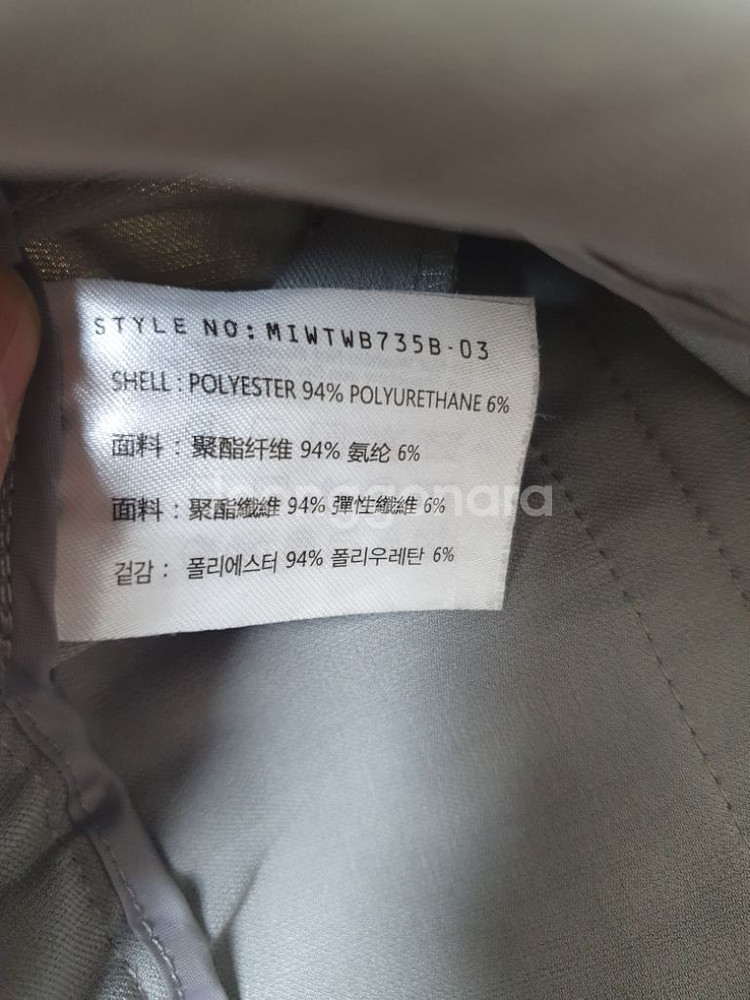 STYLE NO: MIWTWB735B-03
SHELL : POLYESTER 94% POLYURETHANE 6%
面料 : 聚酯纤维 94% 氨纶 6%
面料 : 聚酯纖維 94% 彈性纖維 6%
겉감 : 폴리에스터 94% 폴리우레탄 6%